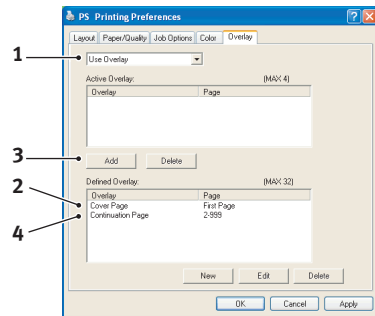 PS Printing Preferences
Layout Paper/Quality Job Options Color Overlay
1 Use Overlay
Active Overlay: (MAX 4)
Overlay Page
3 Add Delete
Defined Overlay: (MAX 32)
Overlay Page
2 Cover Page First Page
4 Continuation Page 2-999
New Edit Delete
OK Cancel Apply